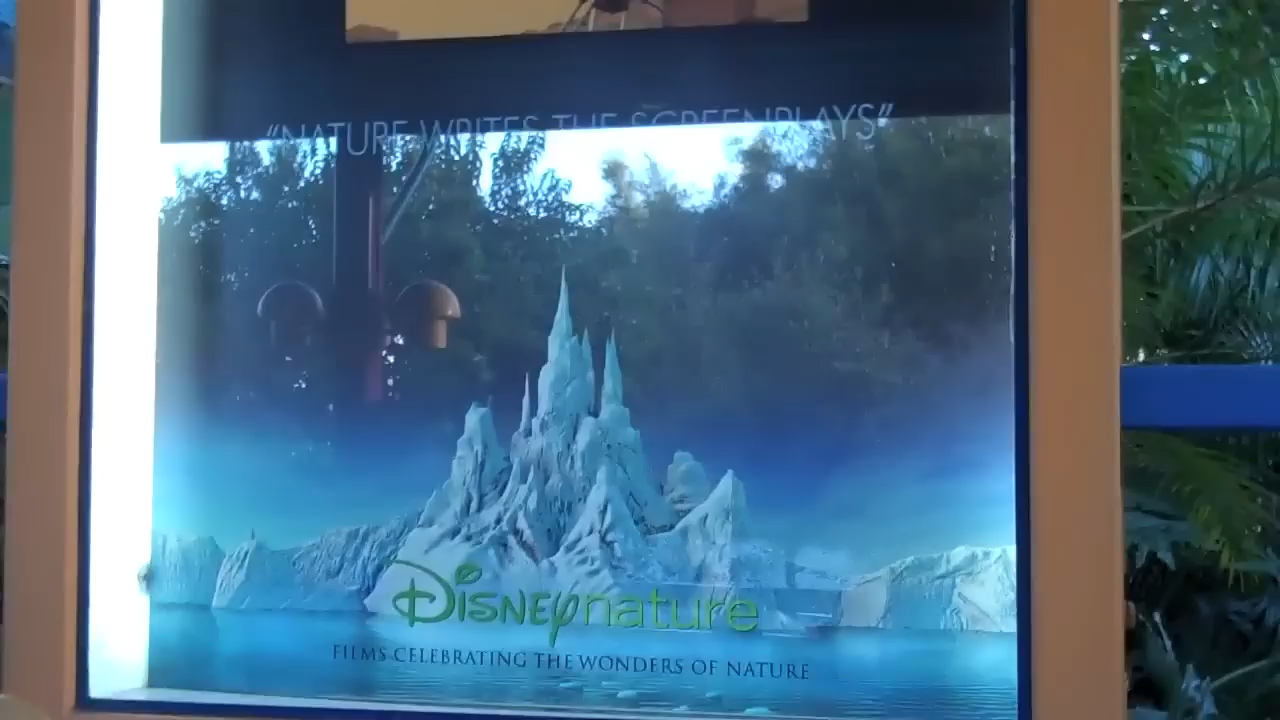 “NATURE WRITES THE SCREENPLAYS”
DISNEYnature
FILMS CELEBRATING THE WONDERS OF NATURE